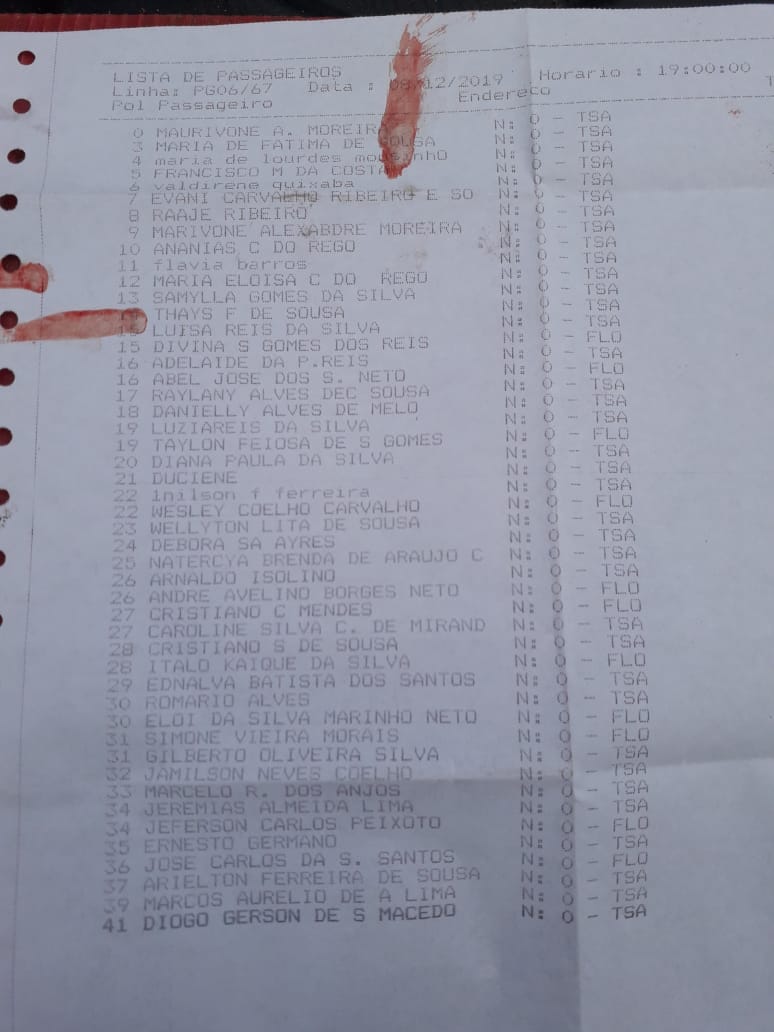 LISTA DE PASSAGEIROS
Linha: PG06/67 Data : 08/12/2019 Horario : 19:00:00
Pol Passageiro Endereco T
0 MAURIVONE A. MOREIRA N: 0 - TSA
3 MARIA DE FATIMA DE SOUSA N: 0 - TSA
4 maria de lourdes mousinhO N: 0 - TSA
5 FRANCISCO M DA COSTA N: 0 - TSA
6 valdirene quixaba N: 0 - TSA
7 EVANI CARVALHO RIBEIRO E SO N: 0 - TSA
8 RAAJE RIBEIRO N: 0 - TSA
9 MARIVONE ALEXABDRE MOREIRA N: 0 - TSA
10 ANANIAS C DO REGO N: 0 - TSA
11 flavia barros N: 0 - TSA
12 MARIA ELOISA C DO REGO N: 0 - TSA
13 SAMYLLA GOMES DA SILVA N: 0 - TSA
14 THAYS F DE SOUSA N: 0 - TSA
LUISA REIS DA SILVA N: 0 - TSA
15 DIVINA S GOMES DOS REIS N: 0 - FLO
16 ADELAIDE DA P.REIS N: 0 - TSA
16 ABEL JOSE DOS S. NETO N: 0 - FLO
17 RAYLANY ALVES DEC SOUSA N: 0 - TSA
18 DANIELLY ALVES DE MELO N: 0 - TSA
19 LUZIAREIS DA SILVA N: 0 - TSA
19 TAYLON FEIOSA DE S GOMES N: 0 - FLO
20 DIANA PAULA DA SILVA N: 0 - TSA
21 DUCIENE N: 0 - TSA
22 inilson f ferreira N: 0 - TSA
22 WESLEY COELHO CARVALHO N: 0 - FLO
23 WELLYTON LITA DE SOUSA N: 0 - TSA
24 DEBORA SA AYRES N: 0 - TSA
25 NATERCYA BRENDA DE ARAUJO C N: 0 - TSA
26 ARNALDO ISOLINO N: 0 - TSA
26 ANDRE AVELINO BORGES NETO N: 0 - FLO
27 CRISTIANO C MENDES N: 0 - FLO
27 CAROLINE SILVA C. DE MIRAND N: 0 - TSA
28 CRISTIANO S DE SOUSA N: 0 - TSA
28 ITALO KAIQUE DA SILVA N: 0 - FLO
29 EDNALVA BATISTA DOS SANTOS N: 0 - TSA
30 ROMARIO ALVES N: 0 - TSA
30 ELOI DA SILVA MARINHO NETO N: 0 - FLO
31 SIMONE VIEIRA MORAIS N: 0 - FLO
31 GILBERTO OLIVEIRA SILVA N: 0 - TSA
32 JAMILSON NEVES COELHO N: 0 - TSA
33 MARCELO R. DOS ANJOS N: 0 - TSA
34 JEREMIAS ALMEIDA LIMA N: 0 - TSA
34 JEFERSON CARLOS PEIXOTO N: 0 - FLO
35 ERNESTO GERMANO N: 0 - TSA
36 JOSE CARLOS DA S. SANTOS N: 0 - FLO
37 ARIELTON FERREIRA DE SOUSA N: 0 - TSA
39 MARCOS AURELIO DE A LIMA N: 0 - TSA
41 DIOGO GERSON DE S MACEDO N: 0 - TSA